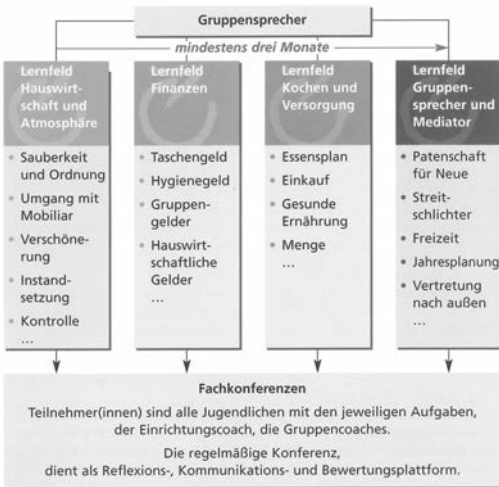 Gruppensprecher
mindestens drei Monate
Lernfeld
Hauswirt-
schaft und
Atmosphäre
Sauberkeit
und Ordnung
Umgang mit
Mobiliar
Verschöne-
rung
Instand-
setzung
Kontrolle
...
Lernfeld
Finanzen
Taschengeld
Hygienegeld
Gruppen-
gelder
Hauswirt-
schaftliche
Gelder
...
Lernfeld
Kochen und
Versorgung
Essensplan
Einkauf
Gesunde
Ernährung
Menge
...
Lernfeld
Gruppen-
sprecher und
Mediator
Patenschaft
für Neue
Streit-
schlichter
Freizeit
Jahresplanung
Vertretung
nach außen
...
Fachkonferenzen
Teilnehmer(innen) sind alle Jugendlichen mit den jeweiligen Aufgaben,
der Einrichtungscoach, die Gruppencoaches.
Die regelmäßige Konferenz,
dient als Reflexions-, Kommunikations- und Bewertungsplattform.